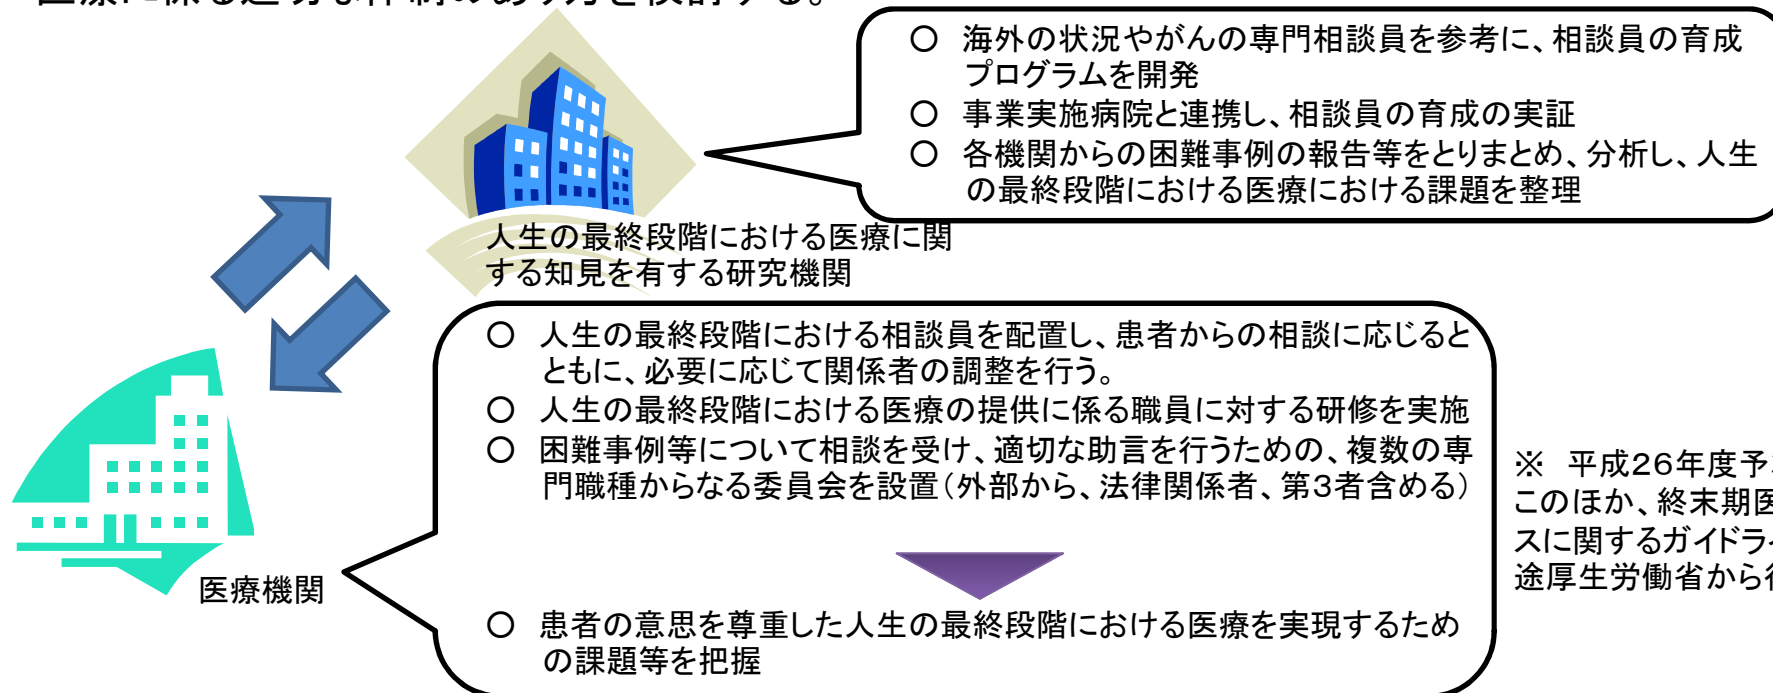 ○ 海外の状況やがんの専門相談員を参考に、相談員の育成
プログラムを開発
○ 事業実施病院と連携し、相談員の育成の実証
○ 各機関からの困難事例の報告等をとりまとめ、分析し、人生
の最終段階における医療における課題を整理
人生の最終段階における医療に関
する知見を有する研究機関
○ 人生の最終段階における相談員を配置し、患者からの相談に応じると
ともに、必要に応じて関係者の調整を行う。
○ 人生の最終段階における医療の提供に係る職員に対する研修を実施
○ 困難事例等について相談を受け、適切な助言を行うための、複数の専
門職種からなる委員会を設置（外部から、法律関係者、第3者含める）
○ 患者の意思を尊重した人生の最終段階における医療を実現するため
の課題等を把握
医療機関
※ 平成26年度予
このほか、終末期医
スに関するガイドラ
途厚生労働省から